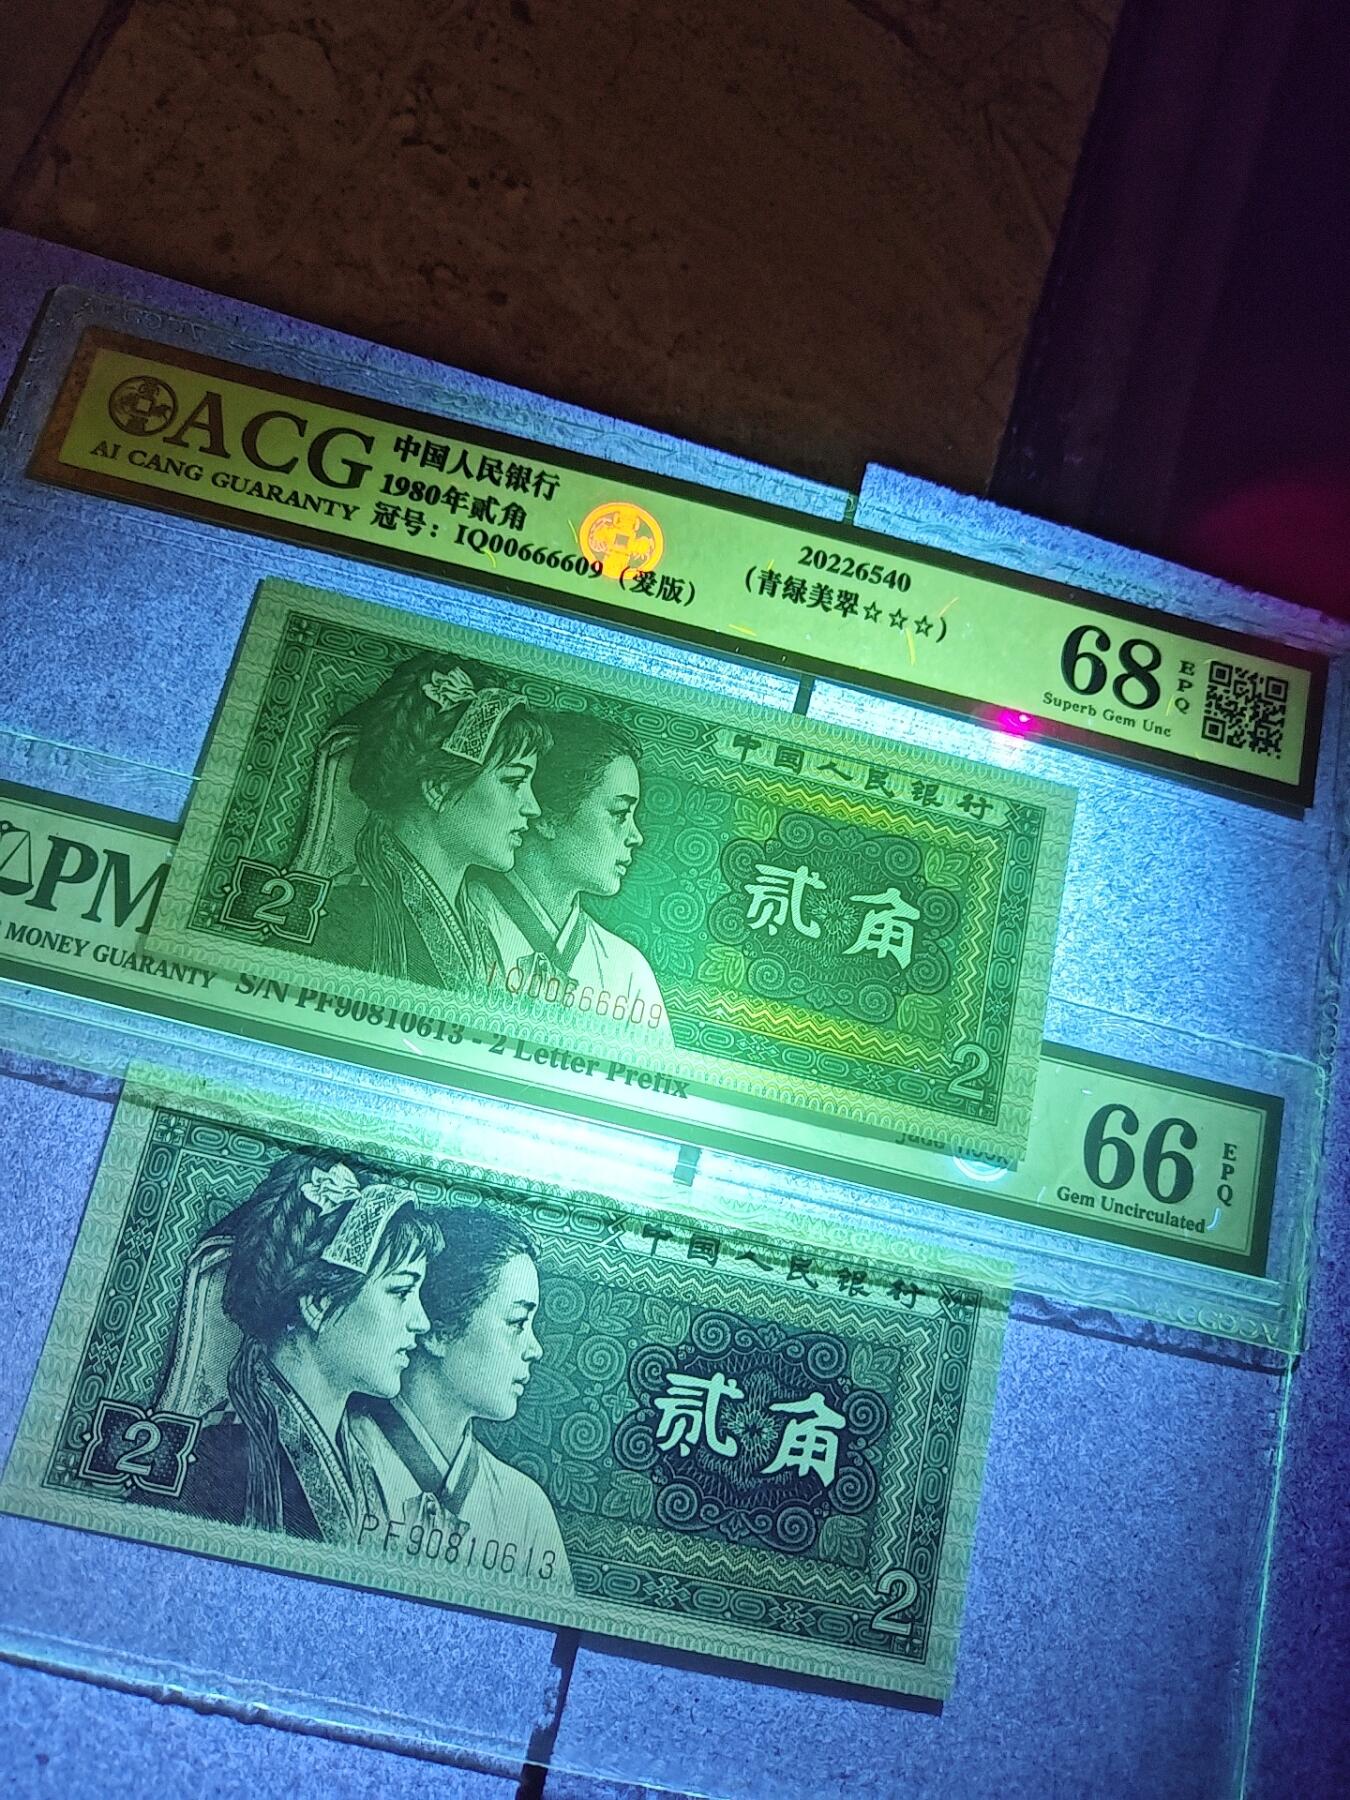 ACG
AI CANG GUARANTY
中国人民银行
1980年贰角
冠号：IQ00666609（爱版）
20226540
（青绿美翠☆☆☆）
68
EPQ
Superb Gem Unc
中国人民银行
贰角
2
IQ00666609
2
PM
MONEY GUARANTY
S/N PF90810613 - 2 Letter Prefix
66
EPQ
Gem Uncirculated
中国人民银行
贰角
2
PF90810613
2